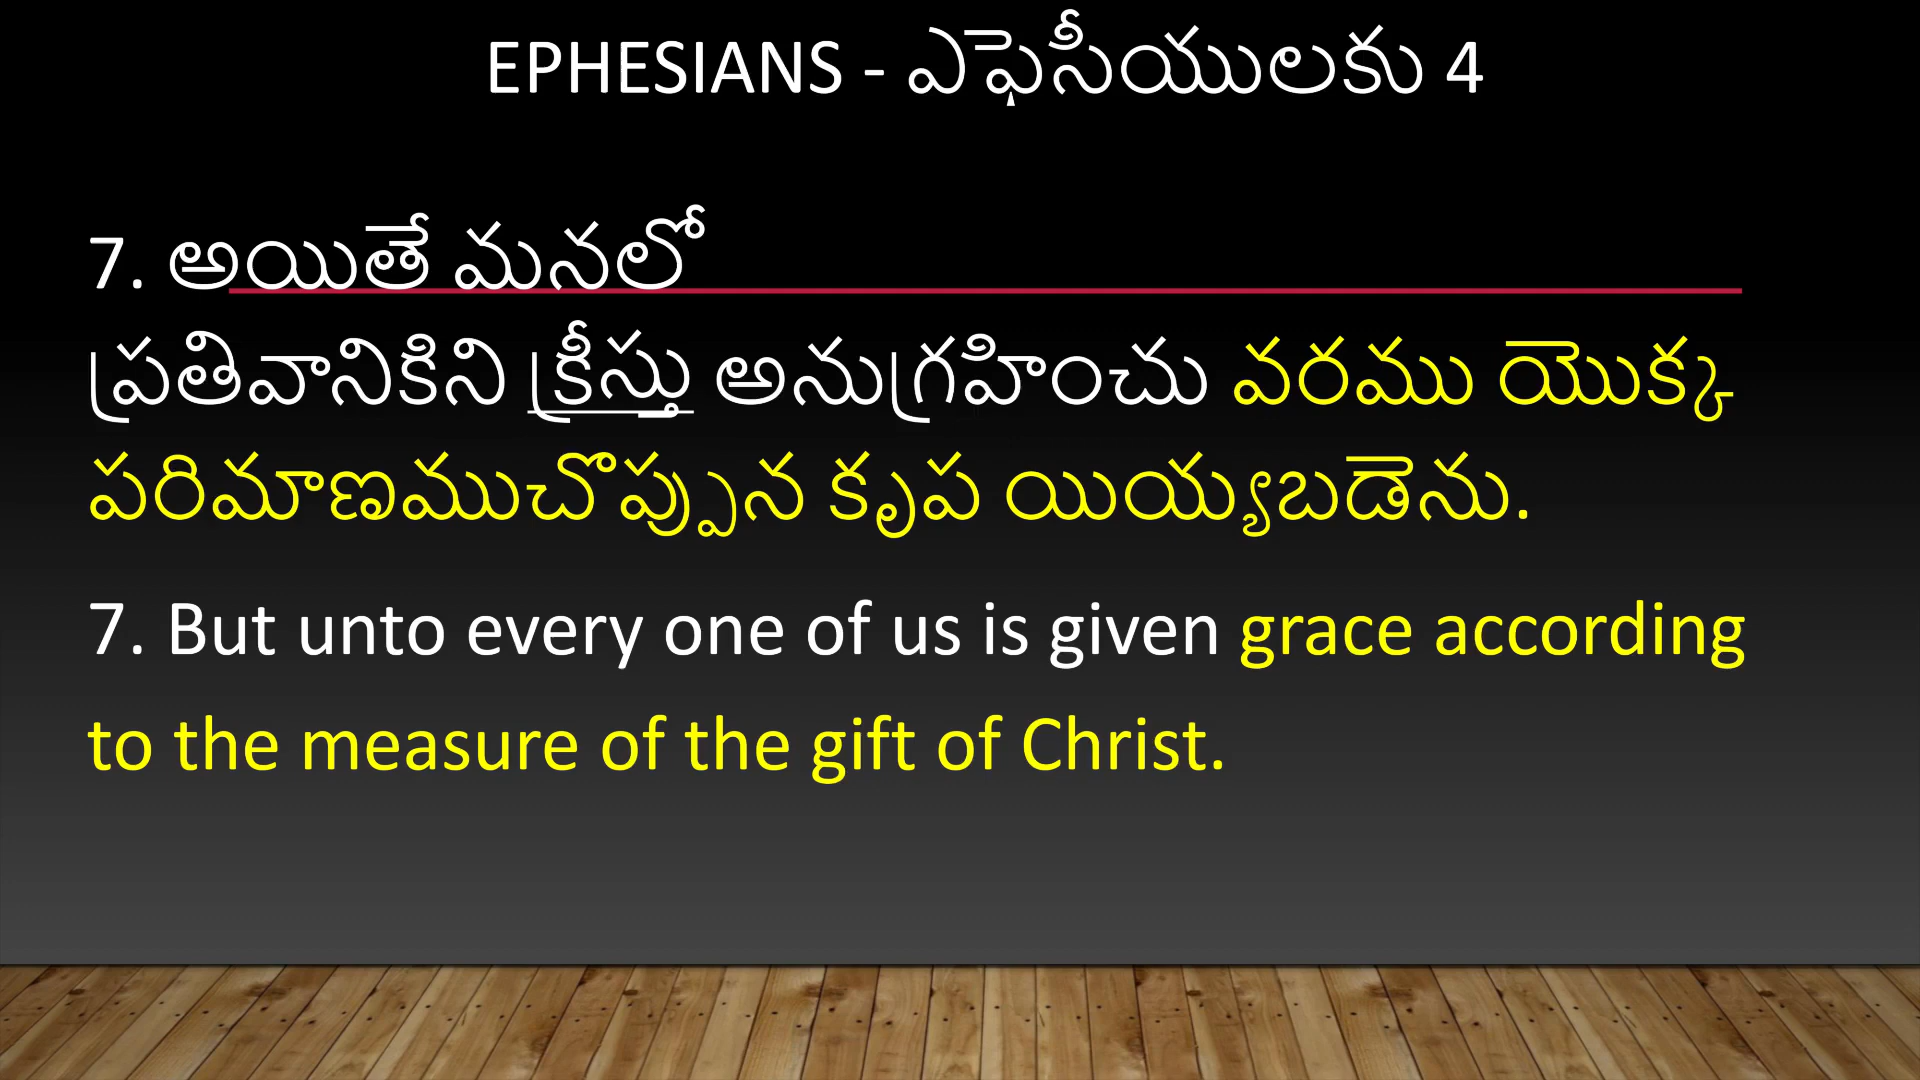 EPHESIANS - ఎఫెసీయులకు 4
7. అయితే మనలో
ప్రతివానికిని క్రీస్తు అనుగ్రహించు వరము యొక్క
పరిమాణముచొప్పున కృప యియ్యబడెను.
7. But unto every one of us is given grace according
to the measure of the gift of Christ.